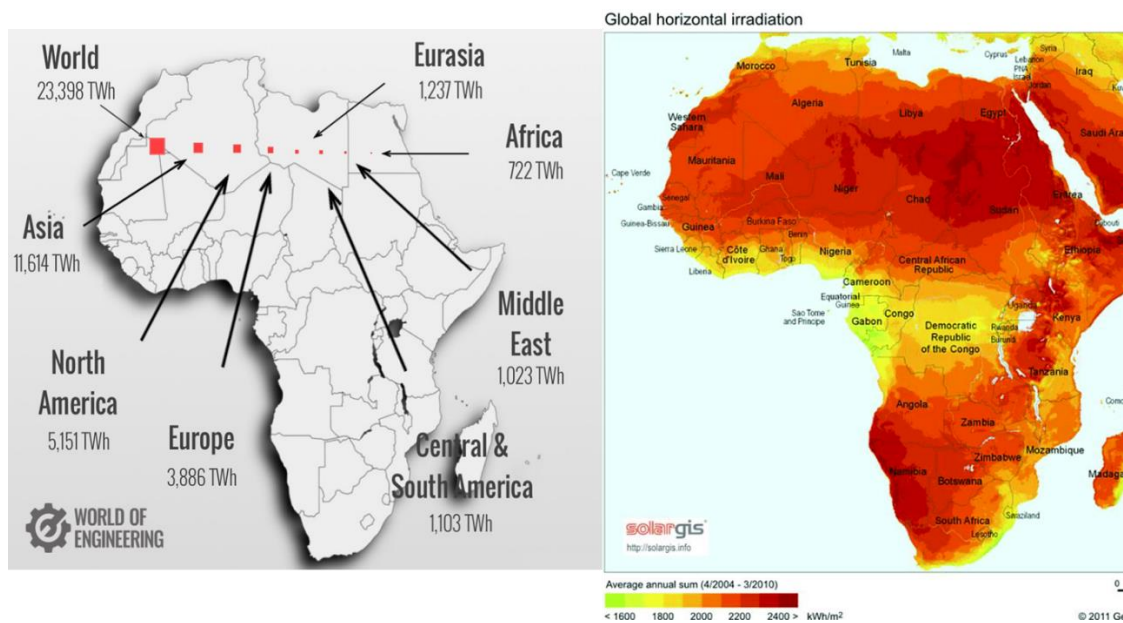 World
23,398 TWh
Eurasia
1,237 TWh
Africa
722 TWh
Asia
11,614 TWh
North
America
5,151 TWh
Europe
3,886 TWh
Middle
East
1,023 TWh
Central &
South America
1,103 TWh
WORLD OF
ENGINEERING
Global horizontal irradiation
Malta
Cyprus
Syria
Lebanon
PNA
Israel
Jordan
Iraq
Morocco
Tunisia
Algeria
Libya
Egypt
Western
Sahara
Saudi Ara
Mauritania
Cape Verde
Mali
Niger
Chad
Sudan
Eritrea
Senegal
Gambia
Guinea-Bissau
Guinea
Burkina Faso
Benin
Djibouti
Sierra Leone
Côte
d'Ivoire
Ghana
Togo
Nigeria
Ethiopia
Liberia
Central African
Republic
Cameroon
Equatorial
Guinea
Sao Tome
and Principe
Gabon
Congo
Uganda
Kenya
Democratic
Republic
of the Congo
Rwanda
Burundi
Tanzania
Como
Angola
Zambia
Mozambique
Zimbabwe
Madaga
Namibia
Botswana
Swaziland
South Africa
Lesotho
solargis
http://solargis.info
Average annual sum (4/2004 - 3/2010)
0
< 1600 1800 2000 2200 2400 > kWh/m²
© 2011 Ge